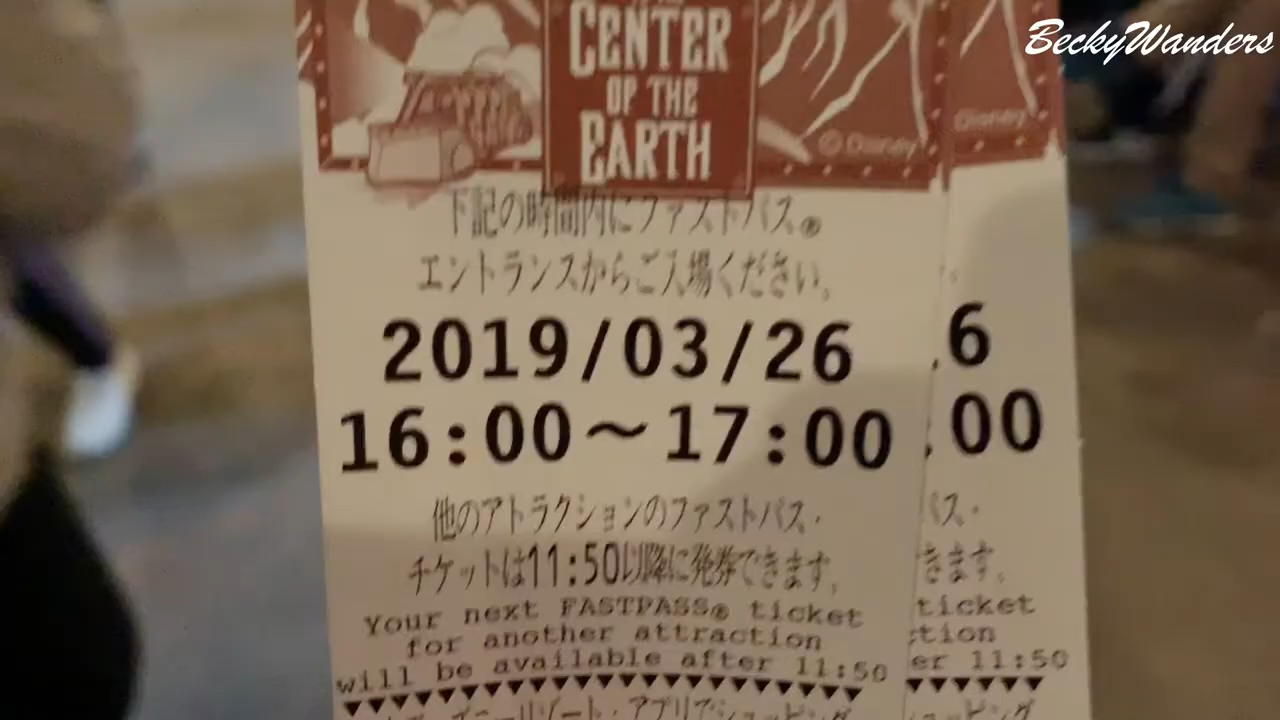 BeckyWanders
CENTER
OF THE
EARTH
© Disney
Disney
下記の時間内にファストパス®
エントランスからご入場ください。
2019/03/26
6
16:00～17:00
:00
他のアトラクションのファストパス・
パス・
チケットは11:50以降に発券できます。
きます。
Your next FASTPASS® ticket
ticket
for another attraction
ction
will be available after 11:50
er 11:50